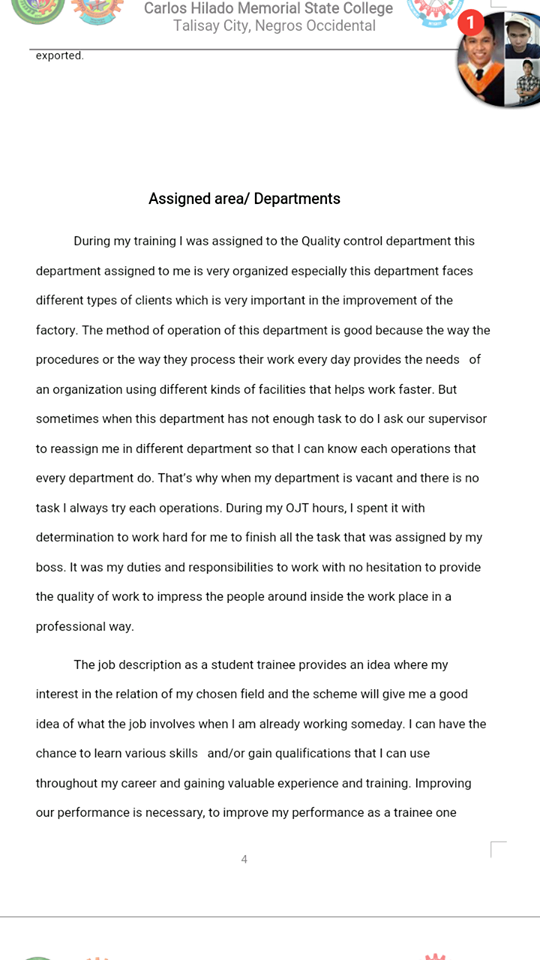 Carlos Hilado Memorial State College
Talisay City, Negros Occidental
1
exported.
Assigned area/ Departments
During my training I was assigned to the Quality control department this
department assigned to me is very organized especially this department faces
different types of clients which is very important in the improvement of the
factory. The method of operation of this department is good because the way the
procedures or the way they process their work every day provides the needs of
an organization using different kinds of facilities that helps work faster. But
sometimes when this department has not enough task to do I ask our supervisor
to reassign me in different department so that I can know each operations that
every department do. That's why when my department is vacant and there is no
task I always try each operations. During my OJT hours, I spent it with
determination to work hard for me to finish all the task that was assigned by my
boss. It was my duties and responsibilities to work with no hesitation to provide
the quality of work to impress the people around inside the work place in a
professional way.
The job description as a student trainee provides an idea where my
interest in the relation of my chosen field and the scheme will give me a good
idea of what the job involves when I am already working someday. I can have the
chance to learn various skills and/or gain qualifications that I can use
throughout my career and gaining valuable experience and training. Improving
our performance is necessary, to improve my performance as a trainee one
4